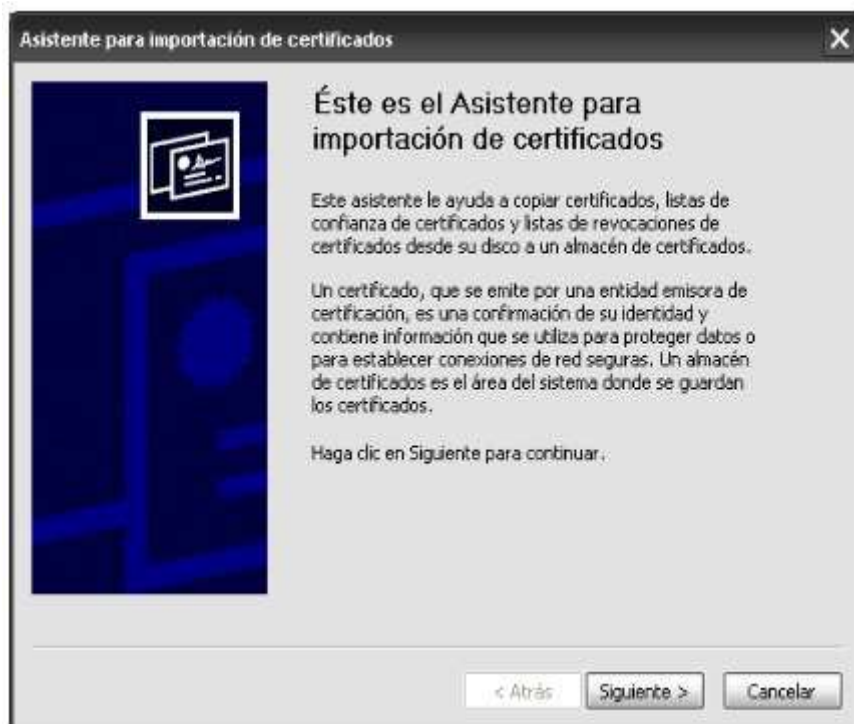 Asistente para importación de certificados
Éste es el Asistente para
importación de certificados
Este asistente le ayuda a copiar certificados, listas de
confianza de certificados y listas de revocaciones de
certificados desde su disco a un almacén de certificados.
Un certificado, que se emite por una entidad emisora de
certificación, es una confirmación de su identidad y
contiene información que se utiliza para proteger datos o
para establecer conexiones de red seguras. Un almacén
de certificados es el área del sistema donde se guardan
los certificados.
Haga clic en Siguiente para continuar.
< Atrás
Siguiente >
Cancelar